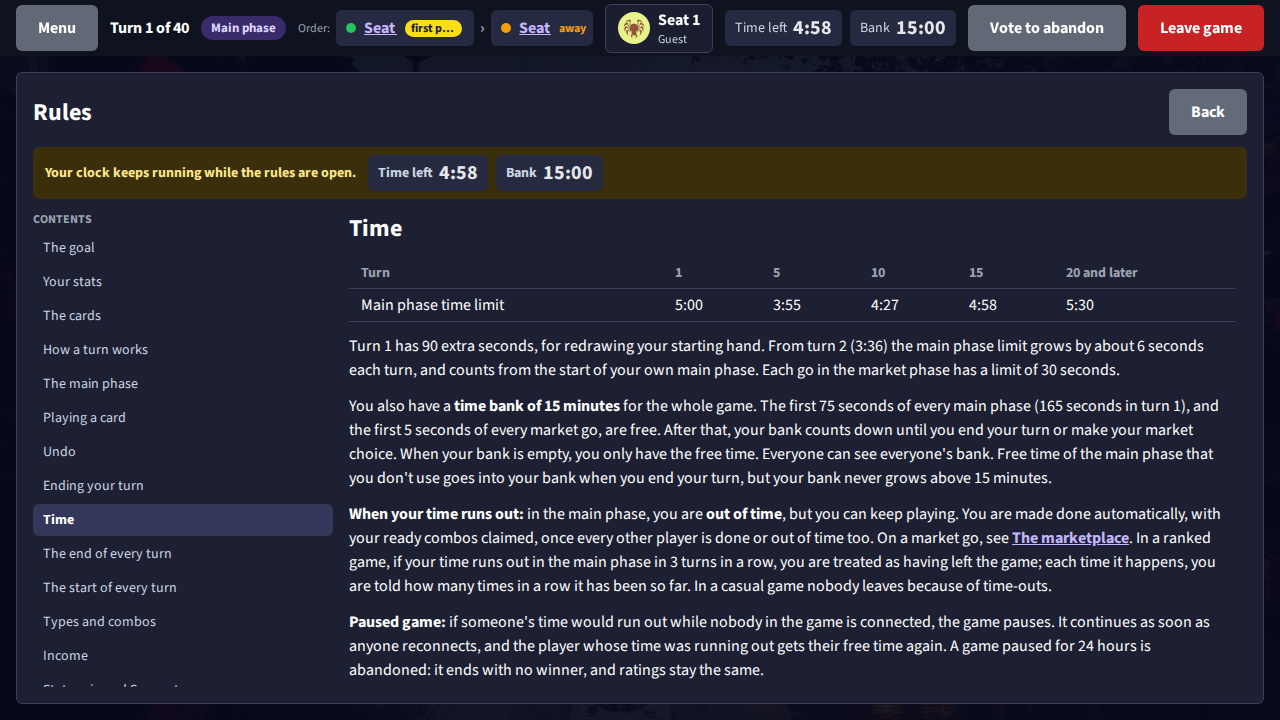 Menu
Turn 1 of 40
Main phase
Order:
Seat
first p...
›
Seat
away
Seat 1
Guest
Time left 4:58
Bank 15:00
Vote to abandon
Leave game
Rules
Back
Your clock keeps running while the rules are open.
Time left 4:58
Bank 15:00
CONTENTS
The goal
Your stats
The cards
How a turn works
The main phase
Playing a card
Undo
Ending your turn
Time
The end of every turn
The start of every turn
Types and combos
Income
Time
Turn 1 5 10 15 20 and later
Main phase time limit 5:00 3:55 4:27 4:58 5:30
Turn 1 has 90 extra seconds, for redrawing your starting hand. From turn 2 (3:36) the main phase limit grows by about 6 seconds
each turn, and counts from the start of your own main phase. Each go in the market phase has a limit of 30 seconds.
You also have a time bank of 15 minutes for the whole game. The first 75 seconds of every main phase (165 seconds in turn 1), and
the first 5 seconds of every market go, are free. After that, your bank counts down until you end your turn or make your market
choice. When your bank is empty, you only have the free time. Everyone can see everyone's bank. Free time of the main phase that
you don't use goes into your bank when you end your turn, but your bank never grows above 15 minutes.
When your time runs out: in the main phase, you are out of time, but you can keep playing. You are made done automatically, with
your ready combos claimed, once every other player is done or out of time too. On a market go, see The marketplace. In a ranked
game, if your time runs out in the main phase in 3 turns in a row, you are treated as having left the game; each time it happens, you
are told how many times in a row it has been so far. In a casual game nobody leaves because of time-outs.
Paused game: if someone's time would run out while nobody in the game is connected, the game pauses. It continues as soon as
anyone reconnects, and the player whose time was running out gets their free time again. A game paused for 24 hours is
abandoned: it ends with no winner, and ratings stay the same.